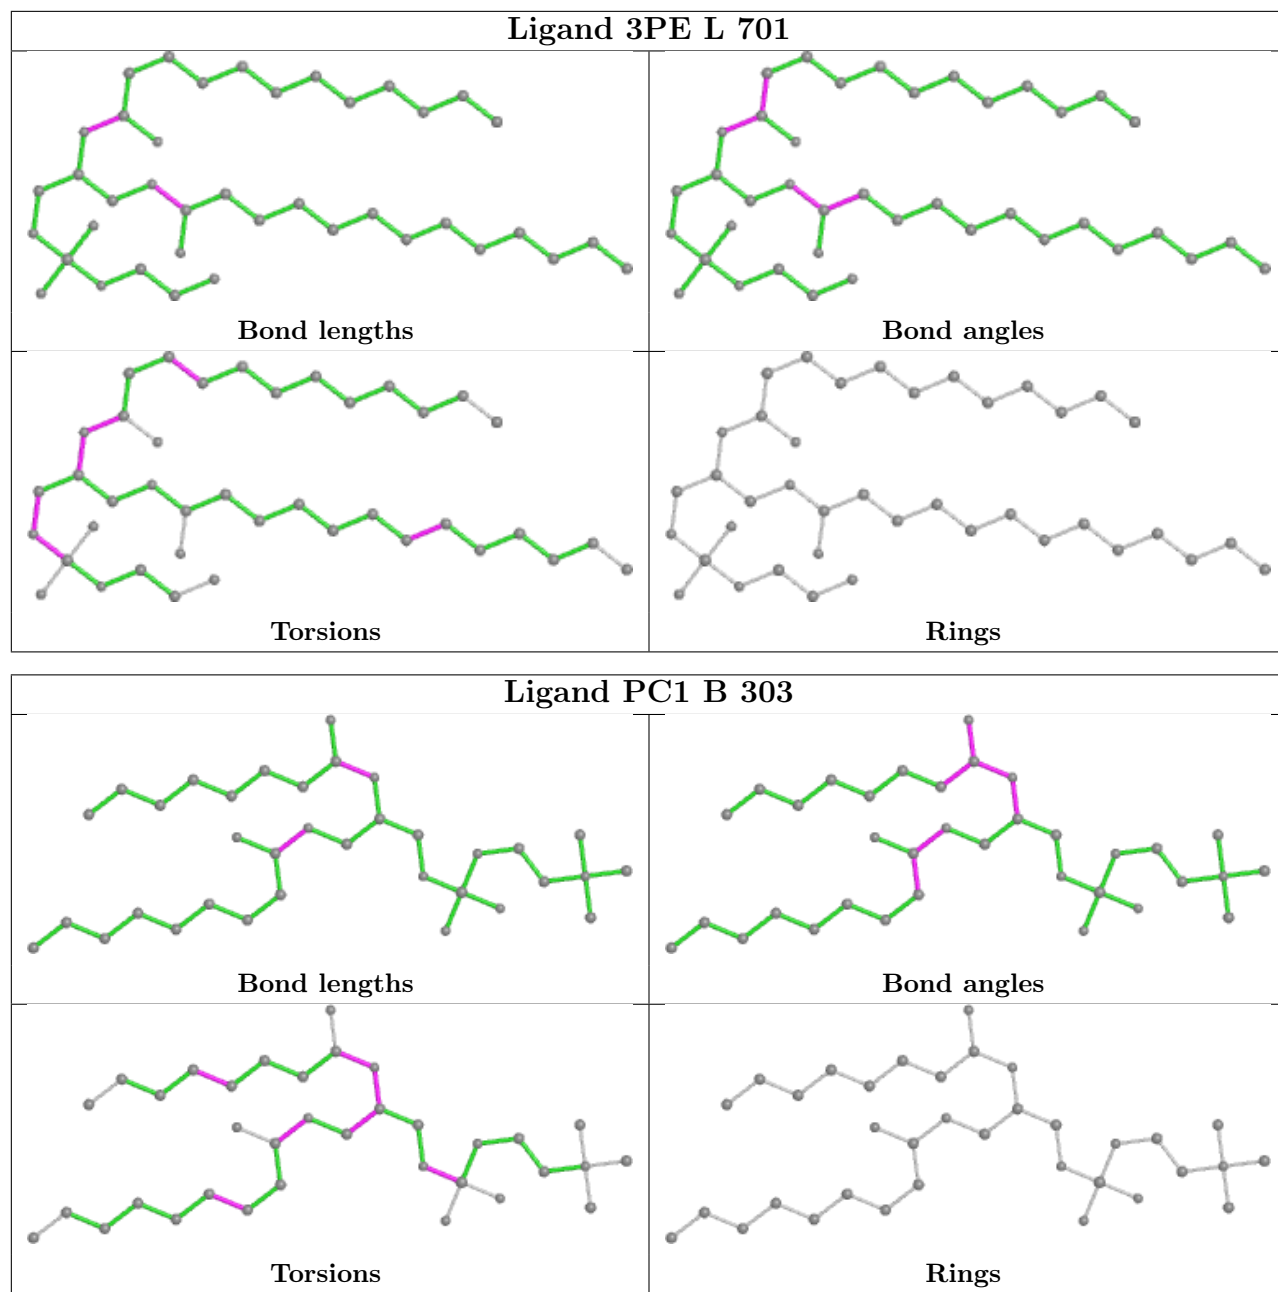 Ligand 3PE L 701
Bond lengths
Bond angles
Torsions
Rings
Ligand PC1 B 303
Bond lengths
Bond angles
Torsions
Rings